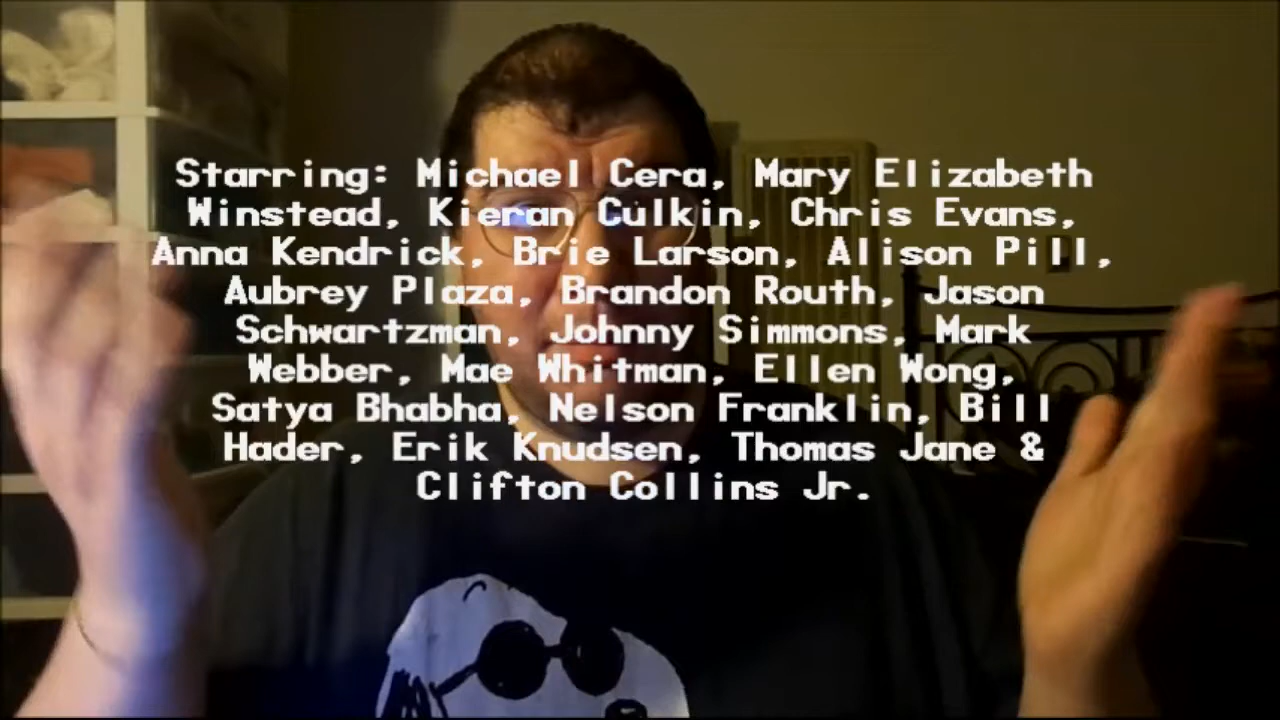 Starring: Michael Cera, Mary Elizabeth
Winstead, Kieran Culkin, Chris Evans,
Anna Kendrick, Brie Larson, Alison Pill,
Aubrey Plaza, Brandon Routh, Jason
Schwartzman, Johnny Simmons, Mark
Webber, Mae Whitman, Ellen Wong,
Satya Bhabha, Nelson Franklin, Bill
Hader, Erik Knudsen, Thomas Jane &
Clifton Collins Jr.